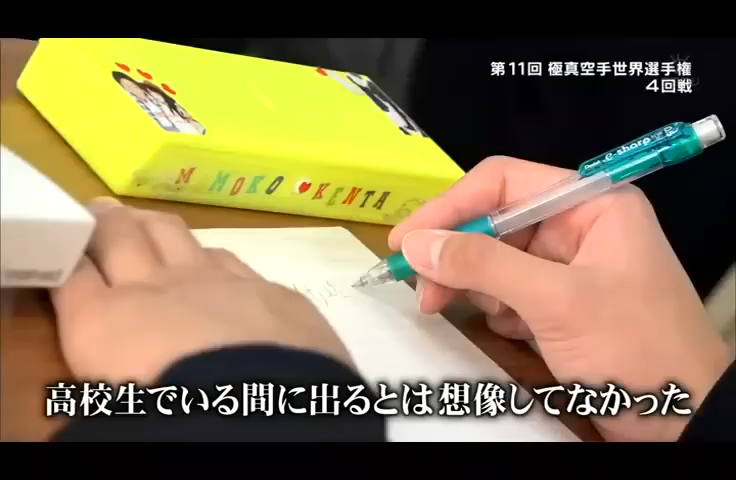 第11回 極真空手世界選手権
4回戦
Pentel e-sharp
MOMOKO♥KENTA
高校生でいる間に出るとは想像してなかった